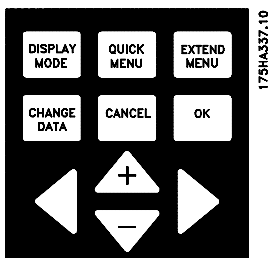 DISPLAY
MODE
QUICK
MENU
EXTEND
MENU
CHANGE
DATA
CANCEL
OK
+
−
175HA337.10